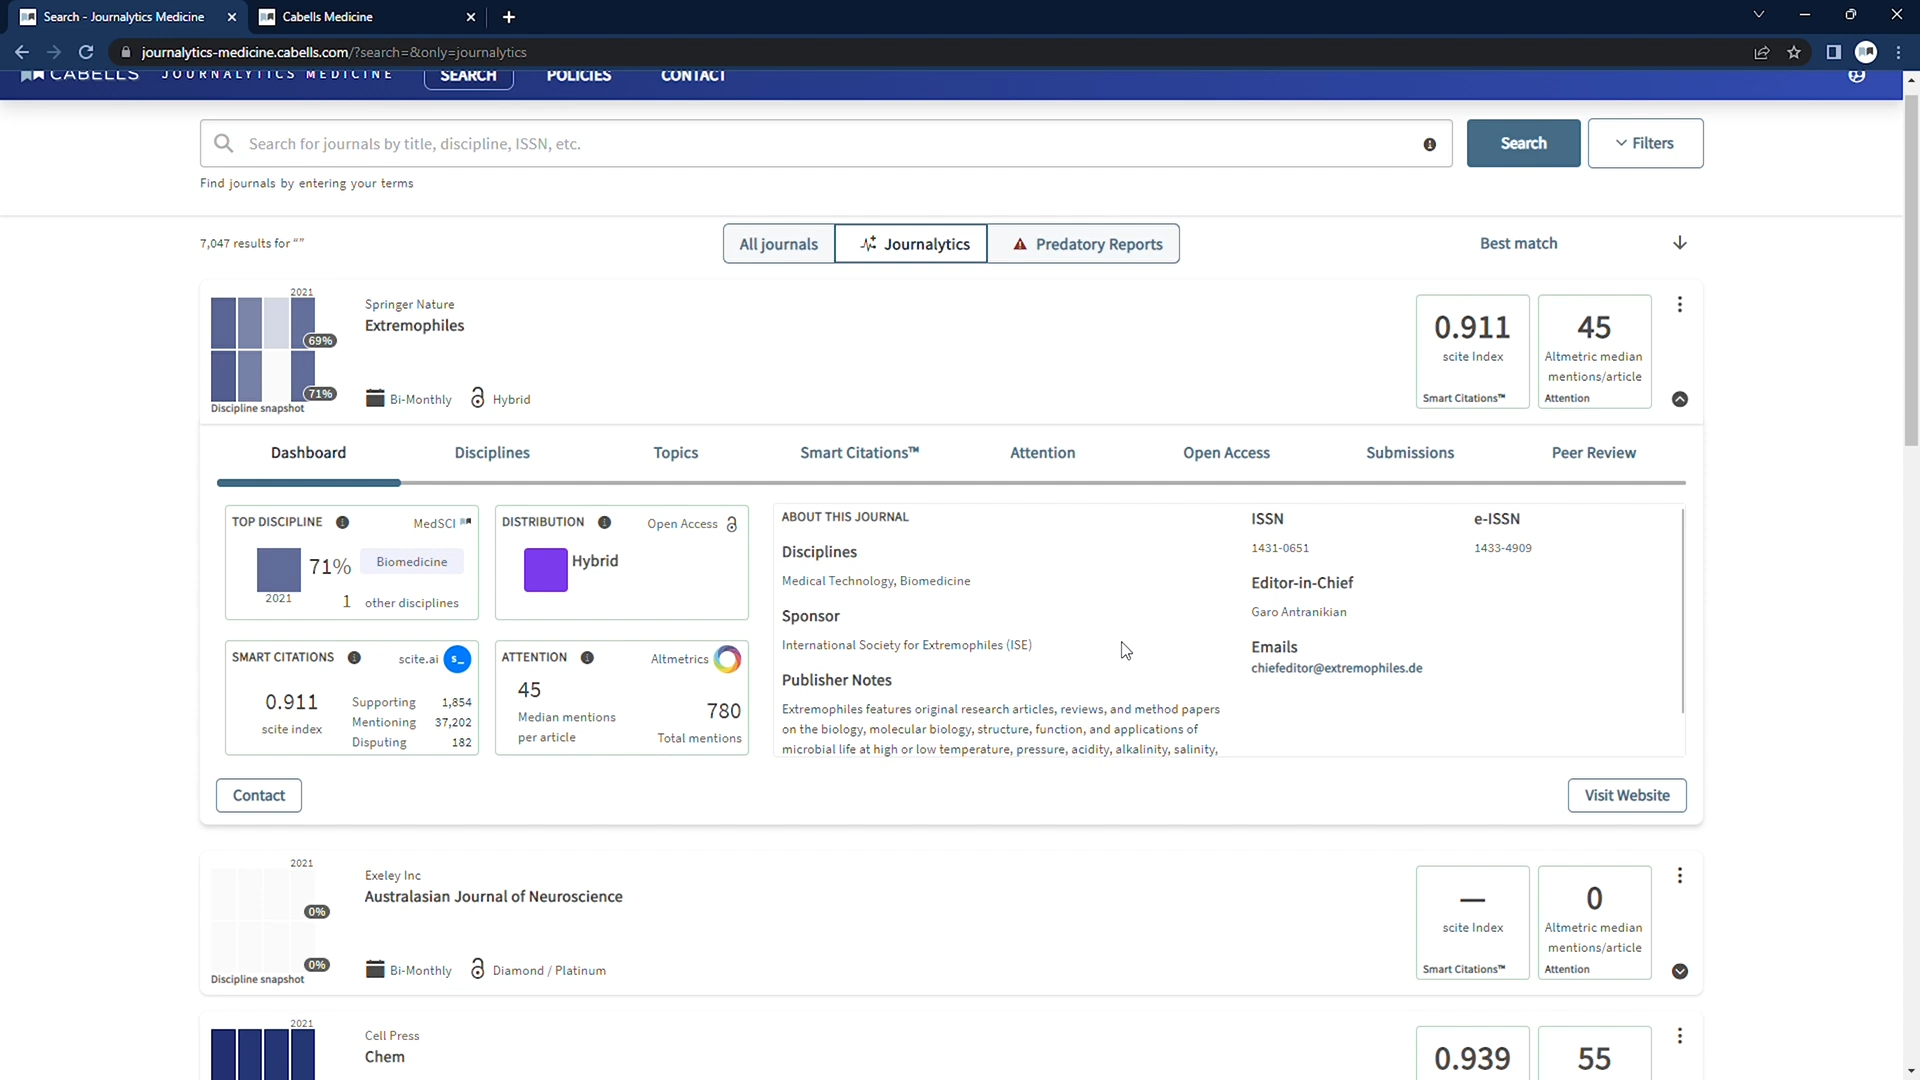 Search - Journalytics Medicine
Cabells Medicine
journalytics-medicine.cabells.com/?search=&only=journalytics
CABELLS JOURNALYTICS MEDICINE SEARCH POLICIES CONTACT
Search for journals by title, discipline, ISSN, etc.
Search
Filters
Find journals by entering your terms
7,047 results for “”
All journals
Journalytics
Predatory Reports
Best match
2021
69%
71%
Discipline snapshot
Springer Nature
Extremophiles
Bi-Monthly
Hybrid
0.911
scite Index
Smart Citations™
45
Altmetric median
mentions/article
Attention
Dashboard
Disciplines
Topics
Smart Citations™
Attention
Open Access
Submissions
Peer Review
TOP DISCIPLINE
MedSCI
71%
Biomedicine
2021
1 other disciplines
DISTRIBUTION
Open Access
Hybrid
SMART CITATIONS
scite.ai
s_
0.911
scite index
Supporting 1,854
Mentioning 37,202
Disputing 182
ATTENTION
Altmetrics
45
Median mentions
per article
780
Total mentions
ABOUT THIS JOURNAL
Disciplines
Medical Technology, Biomedicine
Sponsor
International Society for Extremophiles (ISE)
Publisher Notes
Extremophiles features original research articles, reviews, and method papers
on the biology, molecular biology, structure, function, and applications of
microbial life at high or low temperature, pressure, acidity, alkalinity, salinity,
ISSN
1431-0651
e-ISSN
1433-4909
Editor-in-Chief
Garo Antranikian
Emails
chiefeditor@extremophiles.de
Contact
Visit Website
2021
0%
0%
Discipline snapshot
Exeley Inc
Australasian Journal of Neuroscience
Bi-Monthly
Diamond / Platinum
—
scite Index
Smart Citations™
0
Altmetric median
mentions/article
Attention
2021
Cell Press
Chem
0.939
55